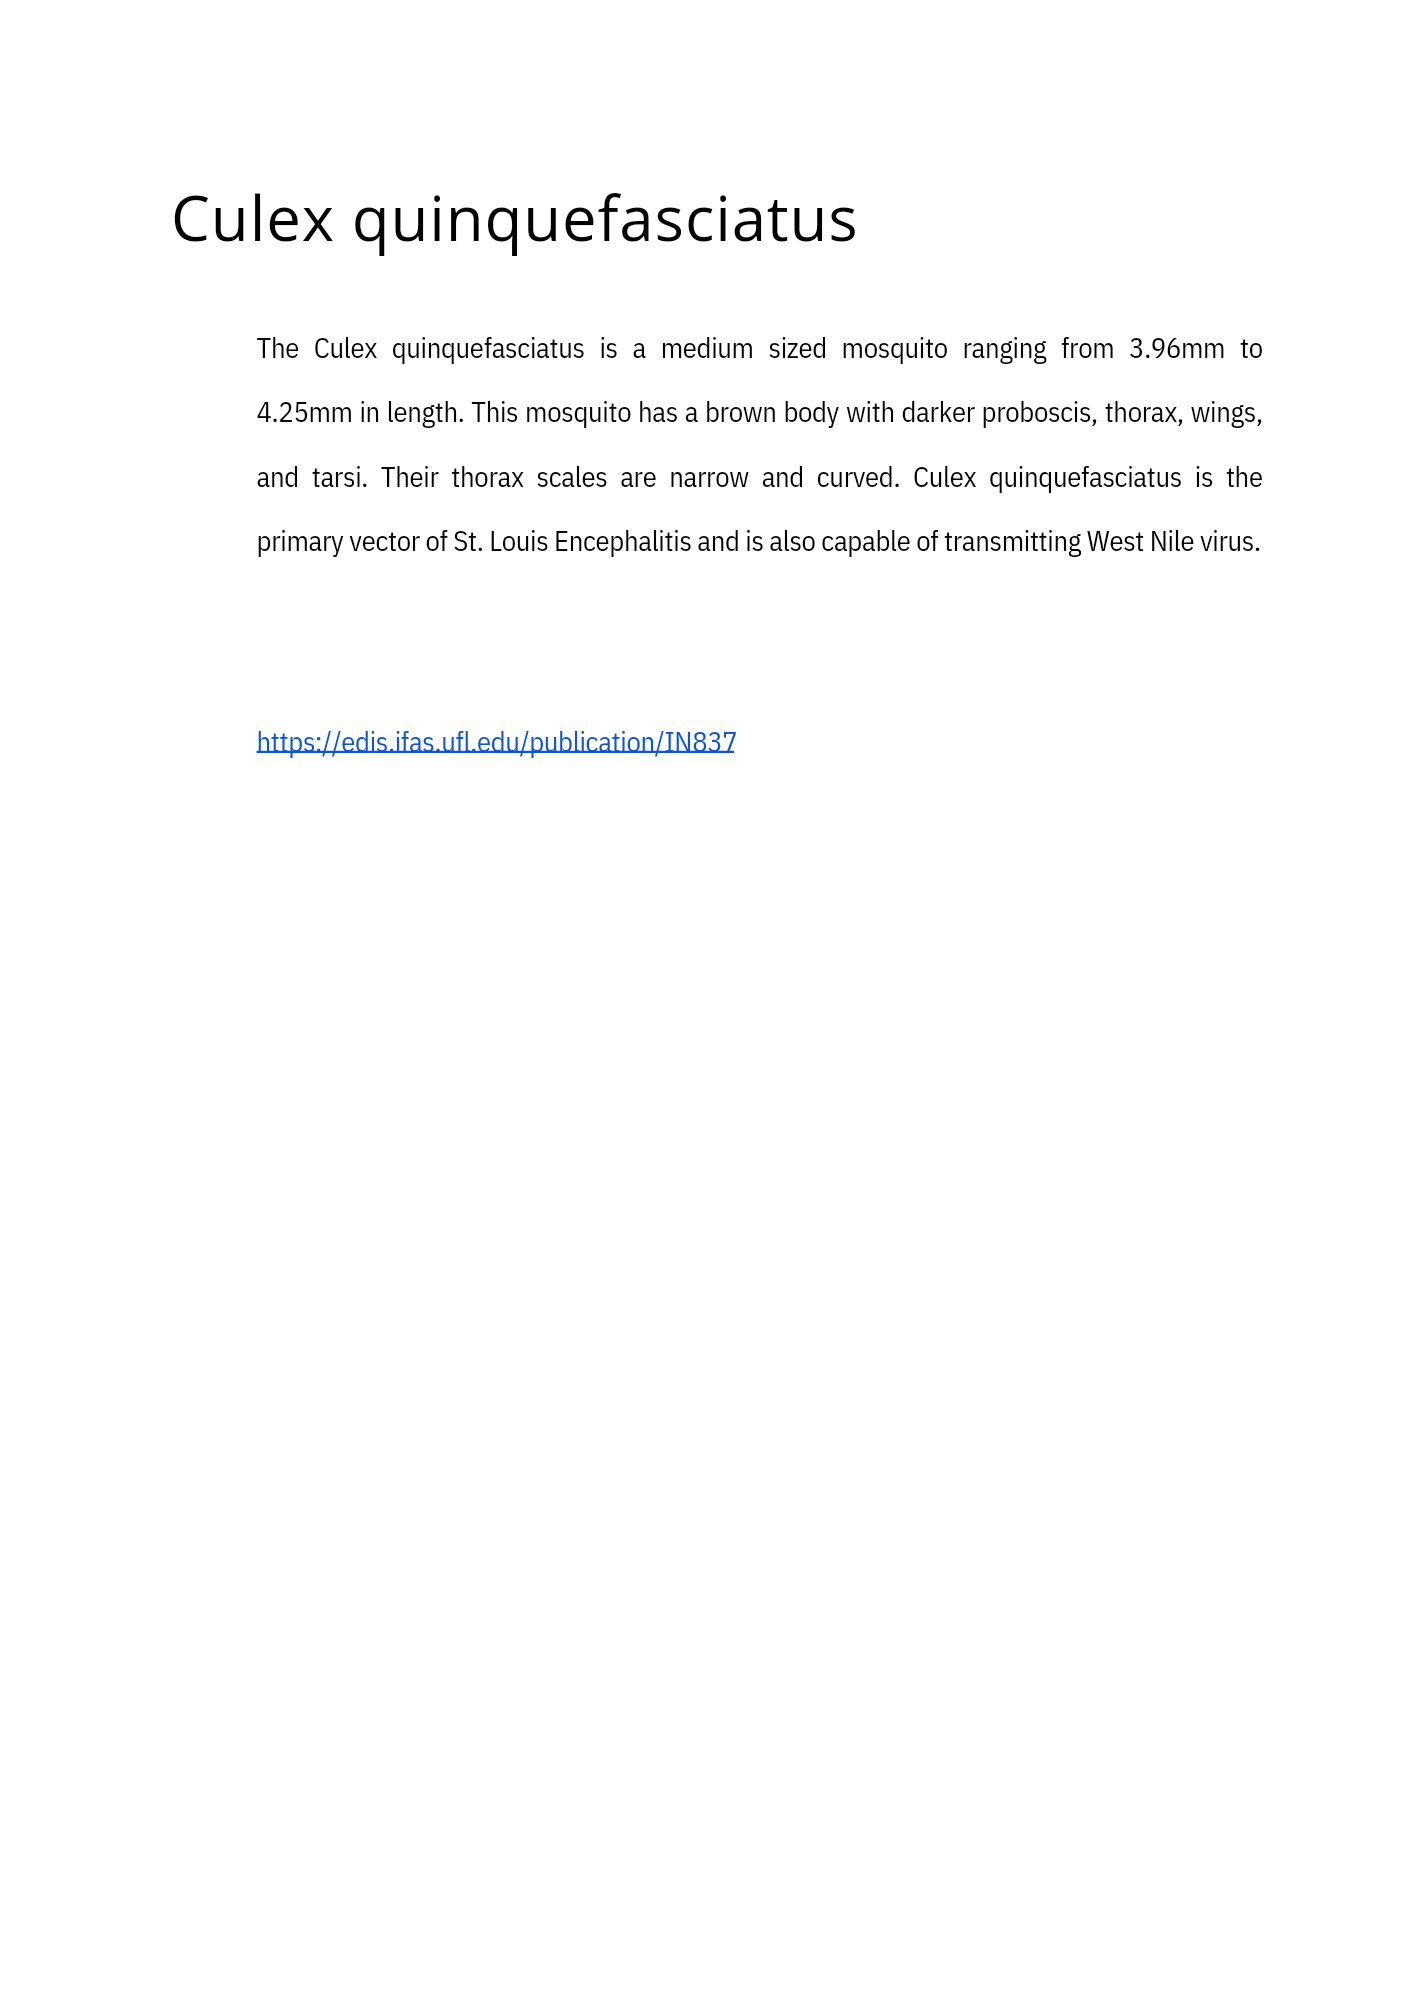 Culex quinquefasciatus
The Culex quinquefasciatus is a medium sized mosquito ranging from 3.96mm to
4.25mm in length. This mosquito has a brown body with darker proboscis, thorax, wings,
and tarsi. Their thorax scales are narrow and curved. Culex quinquefasciatus is the
primary vector of St. Louis Encephalitis and is also capable of transmitting West Nile virus.
https://edis.ifas.ufl.edu/publication/IN837